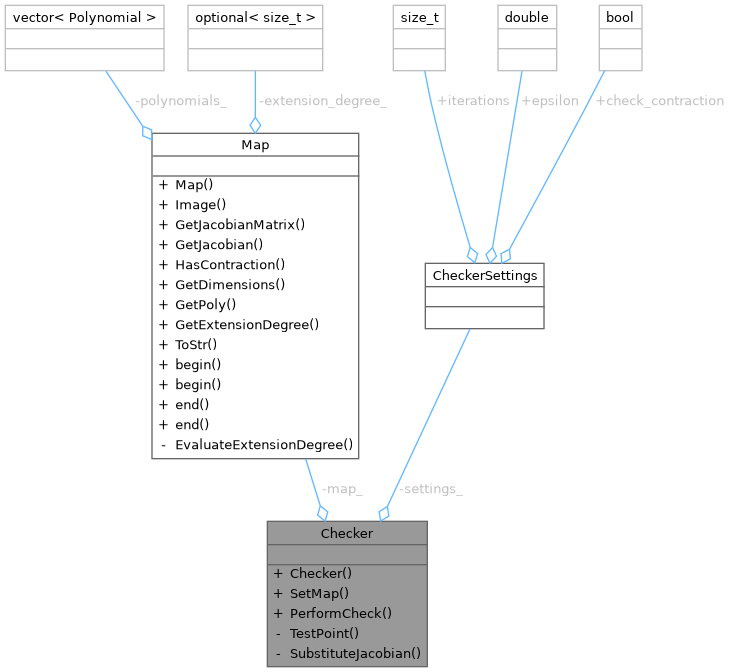 vector< Polynomial >
optional< size_t >
size_t
double
bool
-polynomials_
-extension_degree_
+iterations
+epsilon
+check_contraction
Map
+ Map()
+ Image()
+ GetJacobianMatrix()
+ GetJacobian()
+ HasContraction()
+ GetDimensions()
+ GetPoly()
+ GetExtensionDegree()
+ ToStr()
+ begin()
+ begin()
+ end()
+ end()
- EvaluateExtensionDegree()
CheckerSettings
-map_
-settings_
Checker
+ Checker()
+ SetMap()
+ PerformCheck()
- TestPoint()
- SubstituteJacobian()